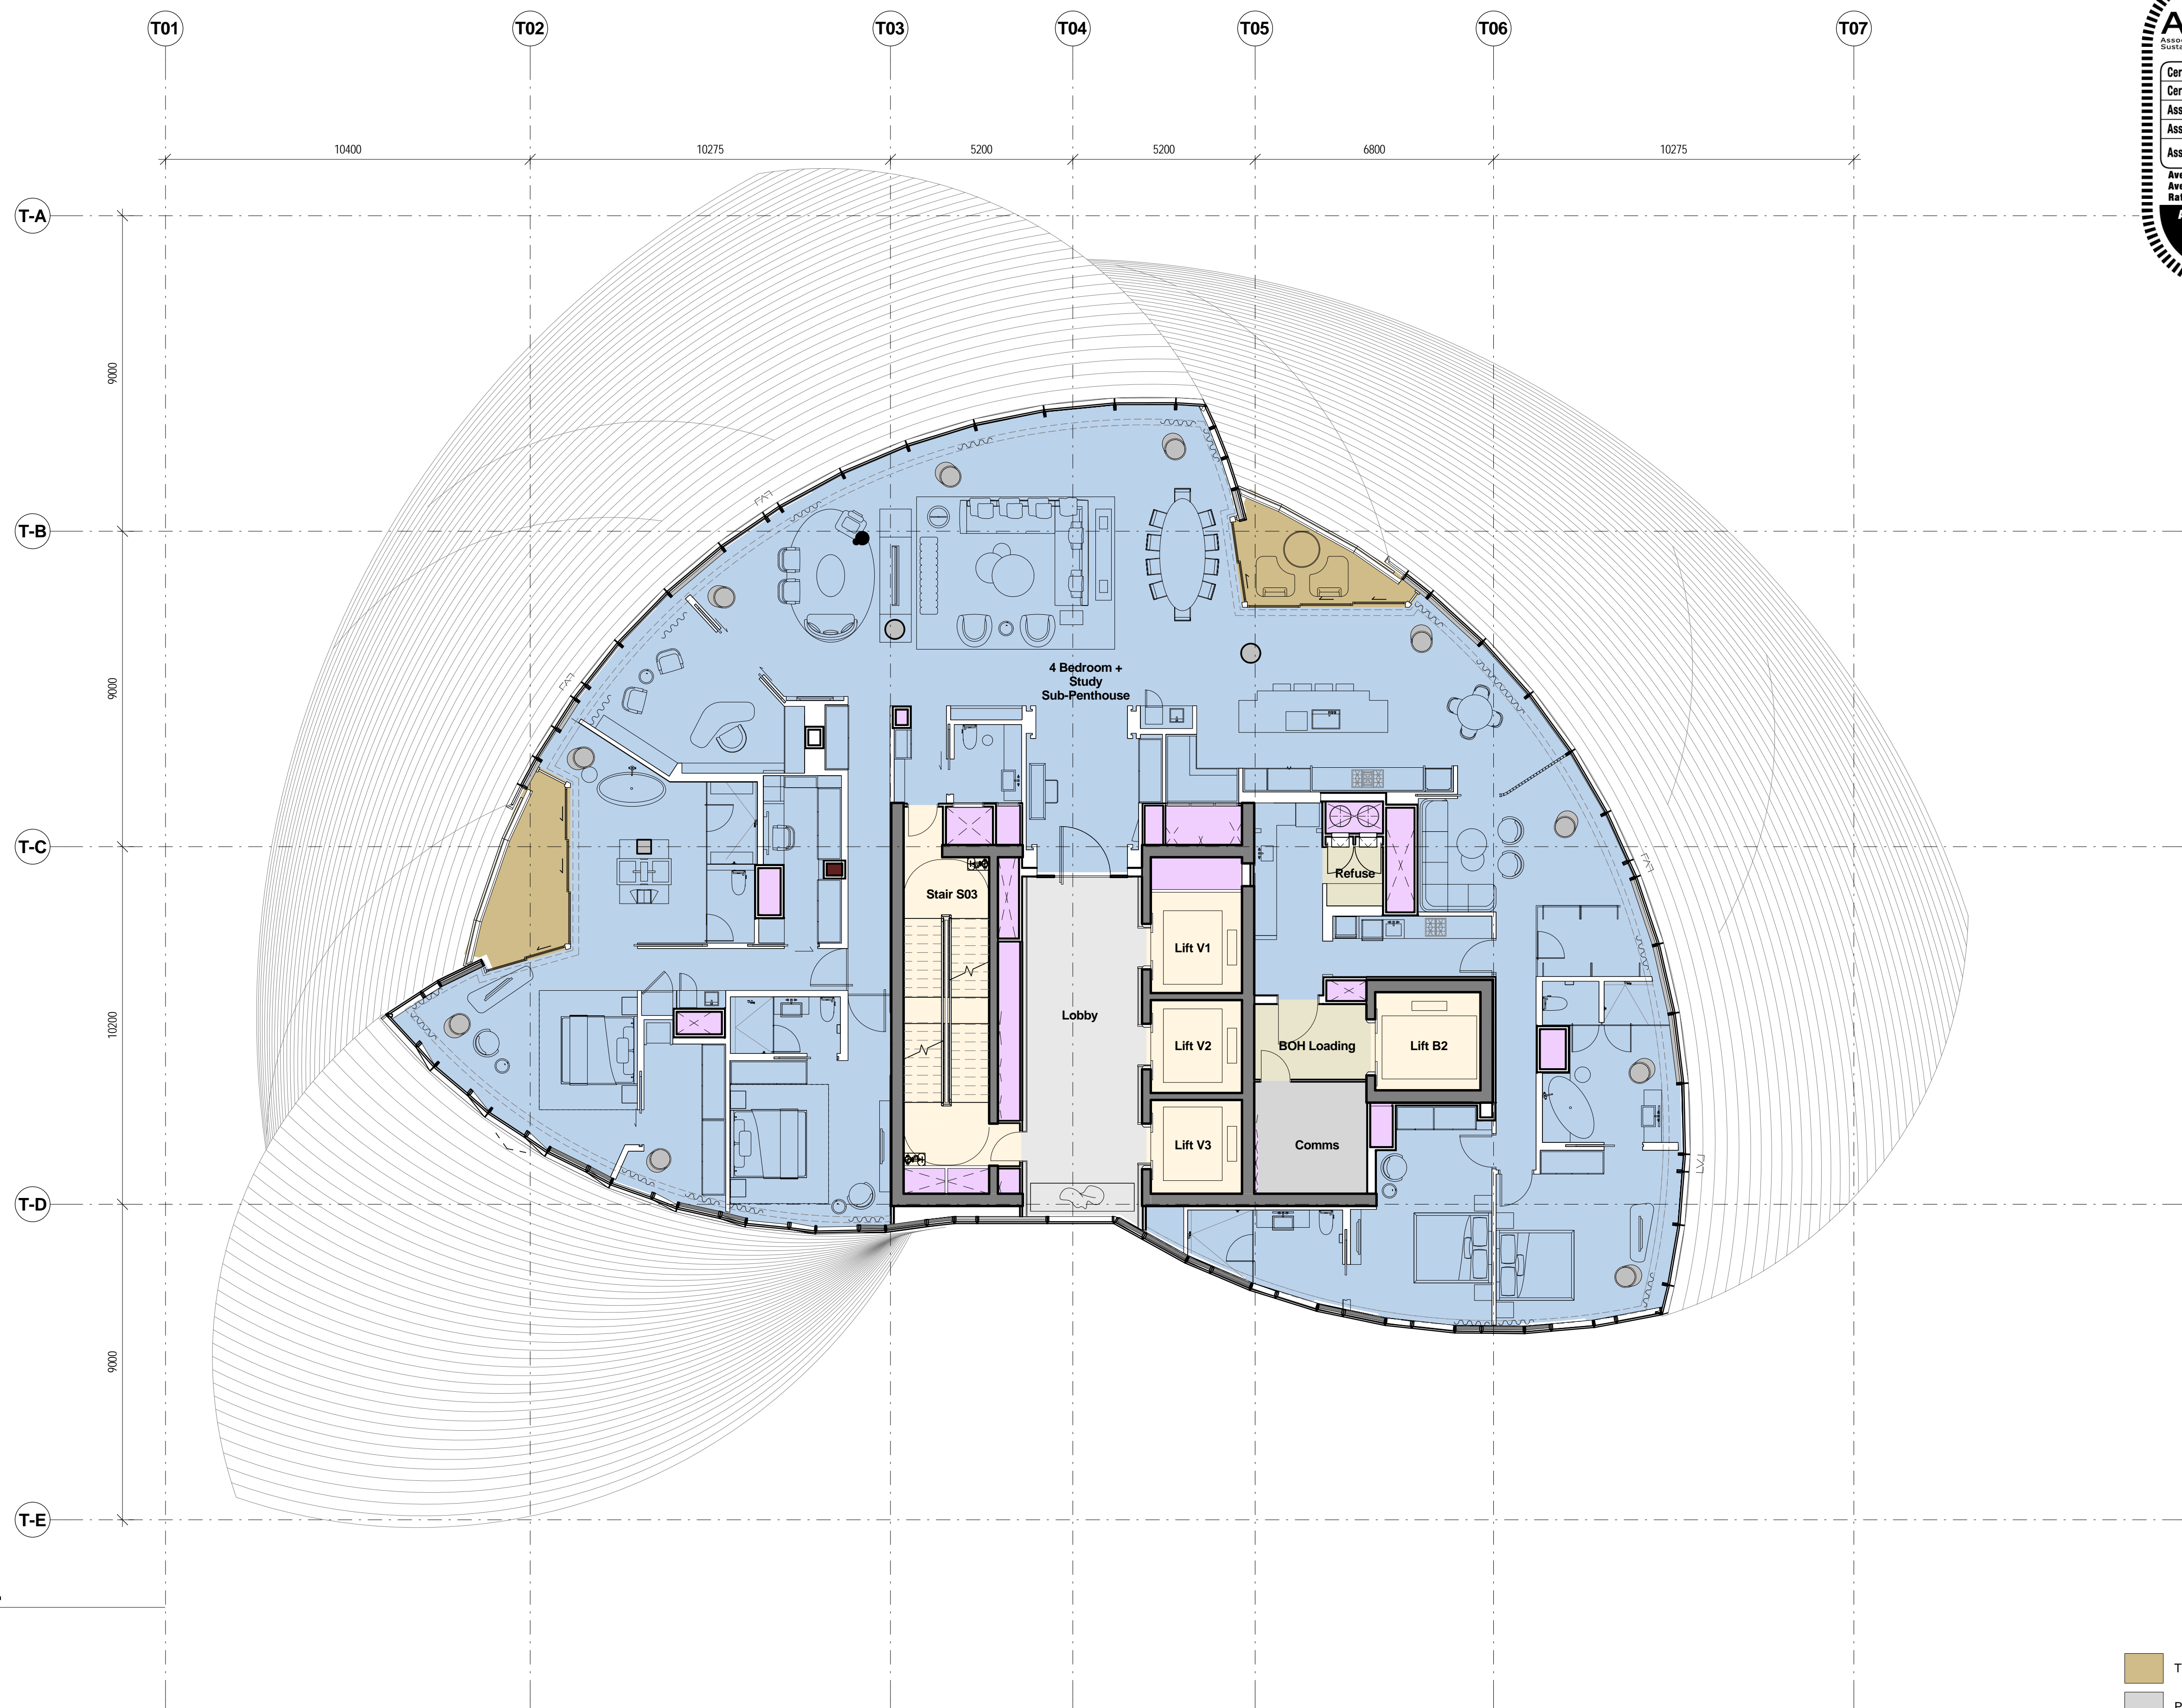 T01
T02
T03
T04
T05
T06
T07
10400
10275
5200
5200
6800
10275
T-A
T-B
T-C
T-D
T-E
9000
9000
10200
9000
4 Bedroom +
Study
Sub-Penthouse
Stair S03
Lobby
Lift V1
Lift V2
Lift V3
Refuse
BOH Loading
Lift B2
Comms